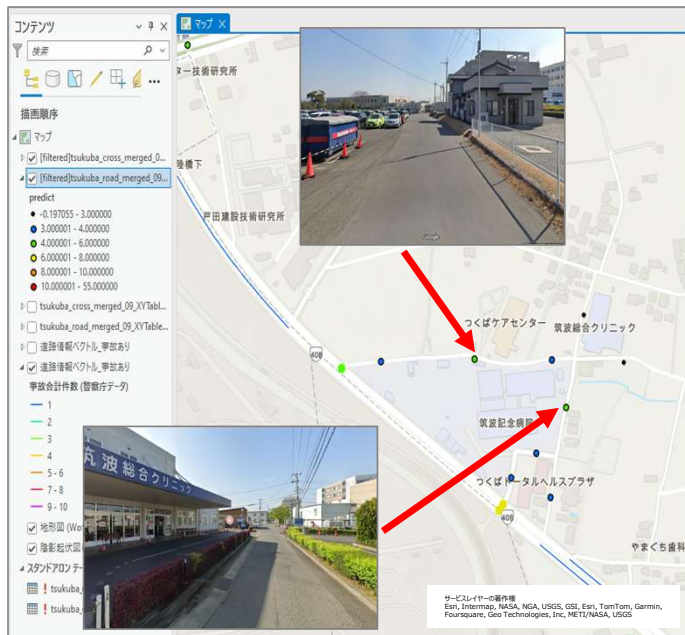 コンテンツ
検索
描画順序
マップ
[filtered]tsukuba_cross_merged_0...
[filtered]tsukuba_road_merged_09...
predict
-0.197055 - 3.000000
3.000001 - 4.000000
4.000001 - 6.000000
6.000001 - 8.000000
8.000001 - 10.000000
10.000001 - 55.000000
tsukuba_cross_merged_09_XYTabl...
tsukuba_road_merged_09_XYTable...
道路情報ベクトル_事故あり
道路情報ベクトル_事故あり
事故合計件数 (警察庁データ)
1
2
3
4
5 - 6
7 - 8
9 - 10
地形図 (Wo
陰影起伏図
スタンドアロン テー
! tsukuba_
! tsukuba_
マップ
ター技術研究所
陸橋下
戸田建設技術研究所
Google
408
つくばケアセンター
筑波総合クリニック
筑波記念病院
つくばトータルヘルスプラザ
408
やまぐち歯科
筑波総合クリニック
サービスレイヤーの著作権
Esri, Intermap, NASA, NGA, USGS, GSI, Esri, TomTom, Garmin,
Foursquare, Geo Technologies, Inc, METI/NASA, USGS